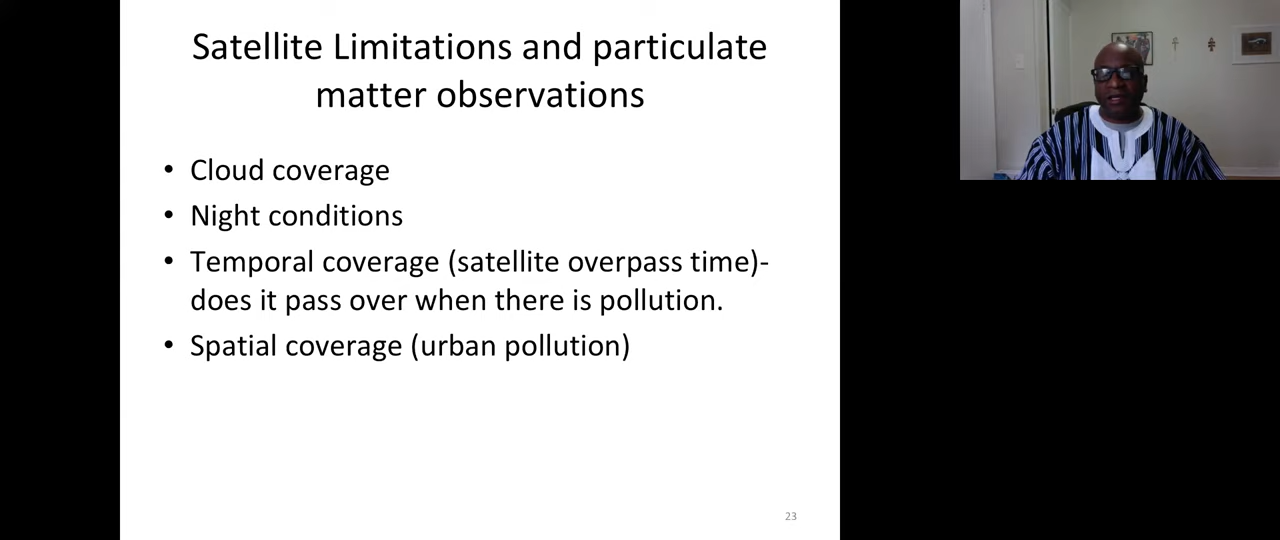 Satellite Limitations and particulate
matter observations
• Cloud coverage
• Night conditions
• Temporal coverage (satellite overpass time)-
does it pass over when there is pollution.
• Spatial coverage (urban pollution)
23